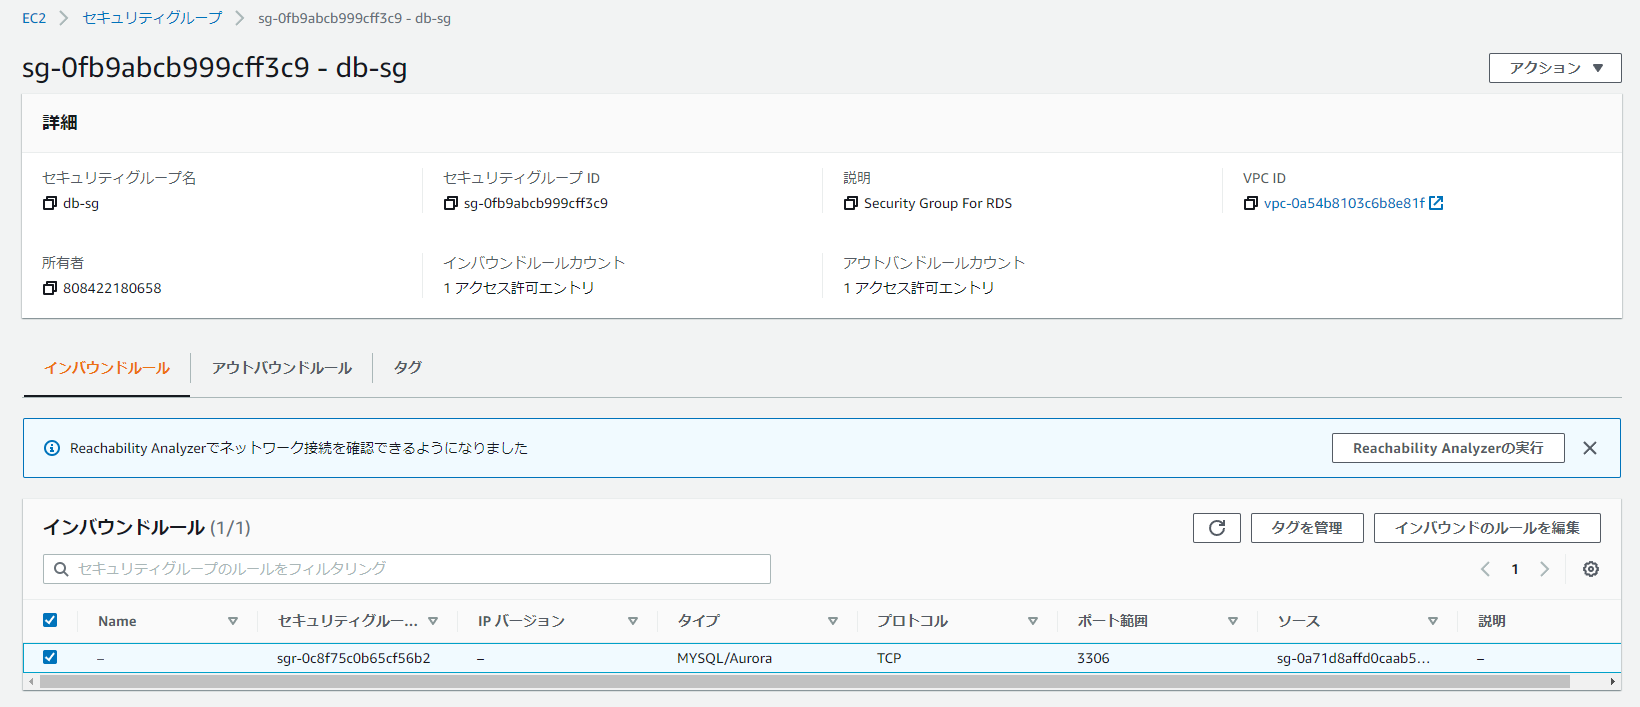 EC2 > セキュリティグループ > sg-0fb9abcb999cff3c9 - db-sg
sg-0fb9abcb999cff3c9 - db-sg
アクション
詳細
セキュリティグループ名
db-sg
セキュリティグループ ID
sg-0fb9abcb999cff3c9
説明
Security Group For RDS
VPC ID
vpc-0a54b8103c6b8e81f
所有者
808422180658
インバウンドルールカウント
1 アクセス許可エントリ
アウトバンドルールカウント
1 アクセス許可エントリ
インバウンドルール アウトバウンドルール タグ
Reachability Analyzerでネットワーク接続を確認できるようになりました
Reachability Analyzerの実行
インバウンドルール (1/1)
タグを管理 インバウンドのルールを編集
セキュリティグループのルールをフィルタリング
1
Name セキュリティグルー... IP バージョン タイプ プロトコル ポート範囲 ソース 説明
– sgr-0c8f75c0b65cf56b2 – MYSQL/Aurora TCP 3306 sg-0a71d8affd0caab5... –